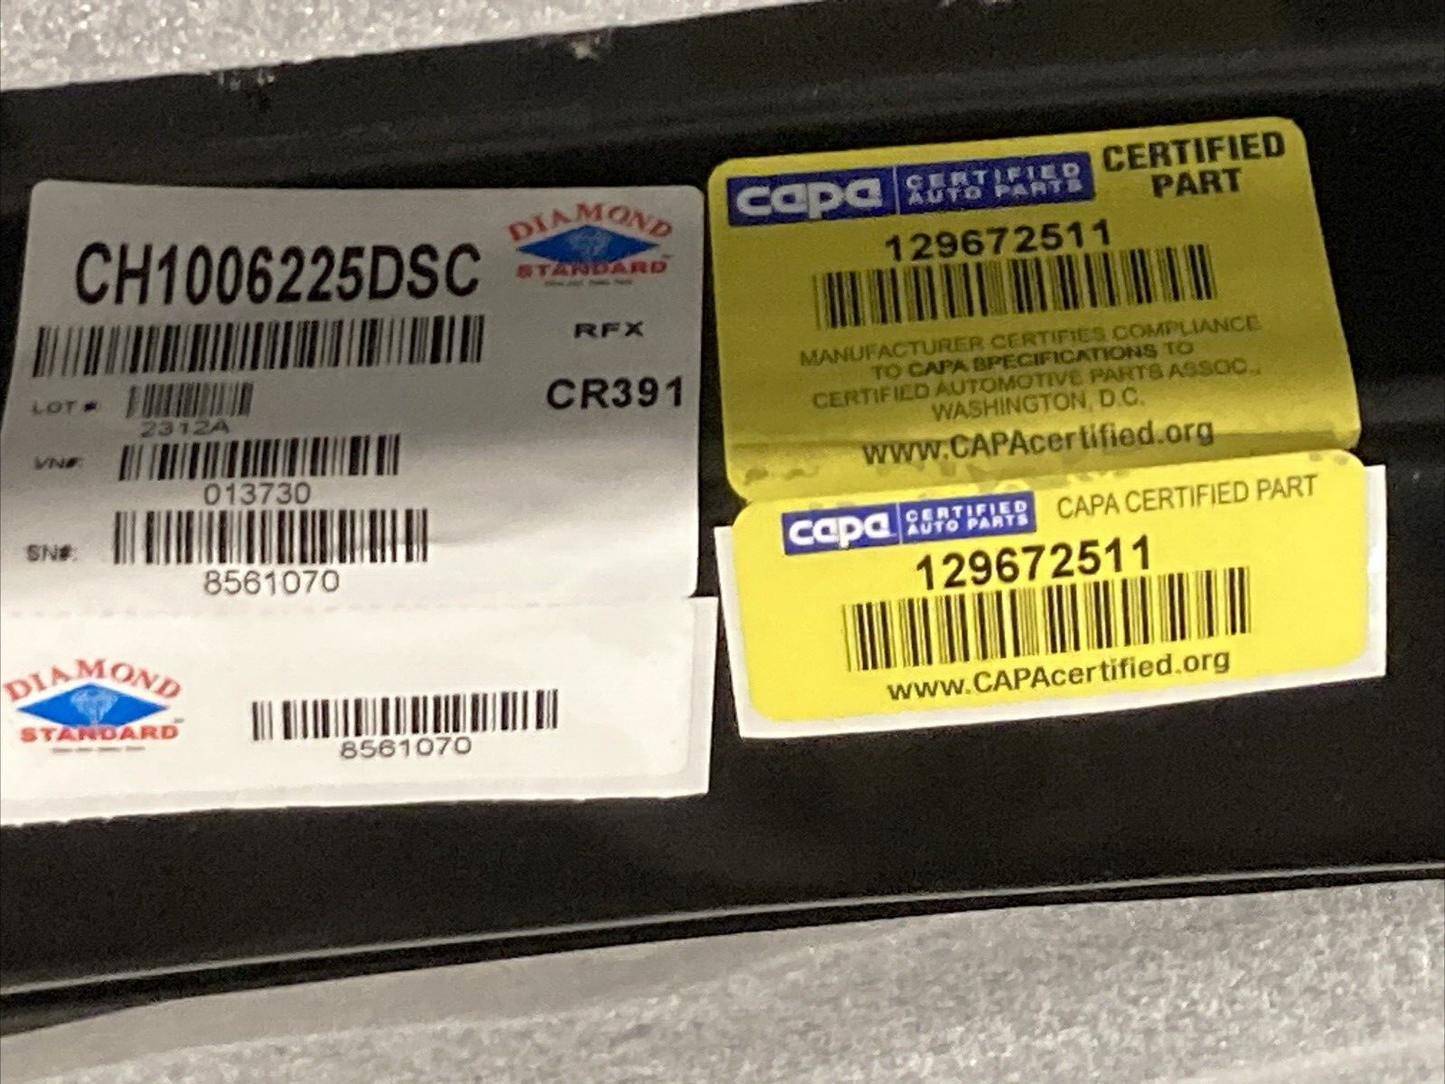 CH1006225DSC
DIAMOND
STANDARD
RFX
CR391
LOT #
2312A
VN#:
013730
SN#:
8561070
DIAMOND
STANDARD
8561070
capa CERTIFIED AUTO PARTS
CERTIFIED PART
129672511
MANUFACTURER CERTIFIES COMPLIANCE
TO CAPA SPECIFICATIONS TO
CERTIFIED AUTOMOTIVE PARTS ASSOC.,
WASHINGTON, D.C.
www.CAPAcertified.org
capa CERTIFIED AUTO PARTS
CAPA CERTIFIED PART
129672511
www.CAPAcertified.org